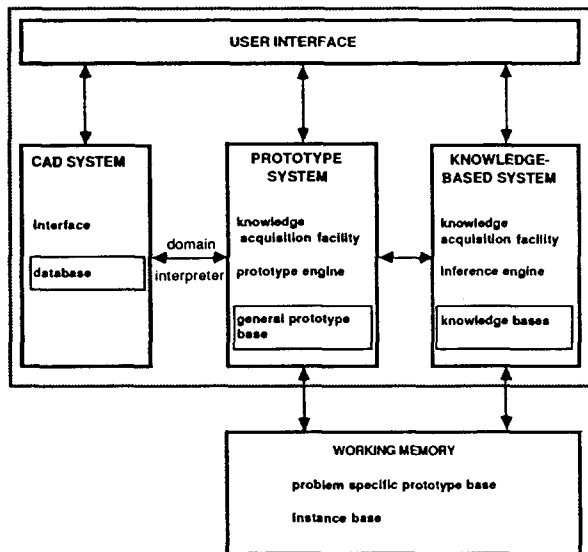 USER INTERFACE
CAD SYSTEM
interface
database
domain
interpreter
PROTOTYPE
SYSTEM
knowledge
acquisition facility
prototype engine
general prototype
base
KNOWLEDGE-
BASED SYSTEM
knowledge
acquisition facility
inference engine
knowledge bases
WORKING MEMORY
problem specific prototype base
instance base